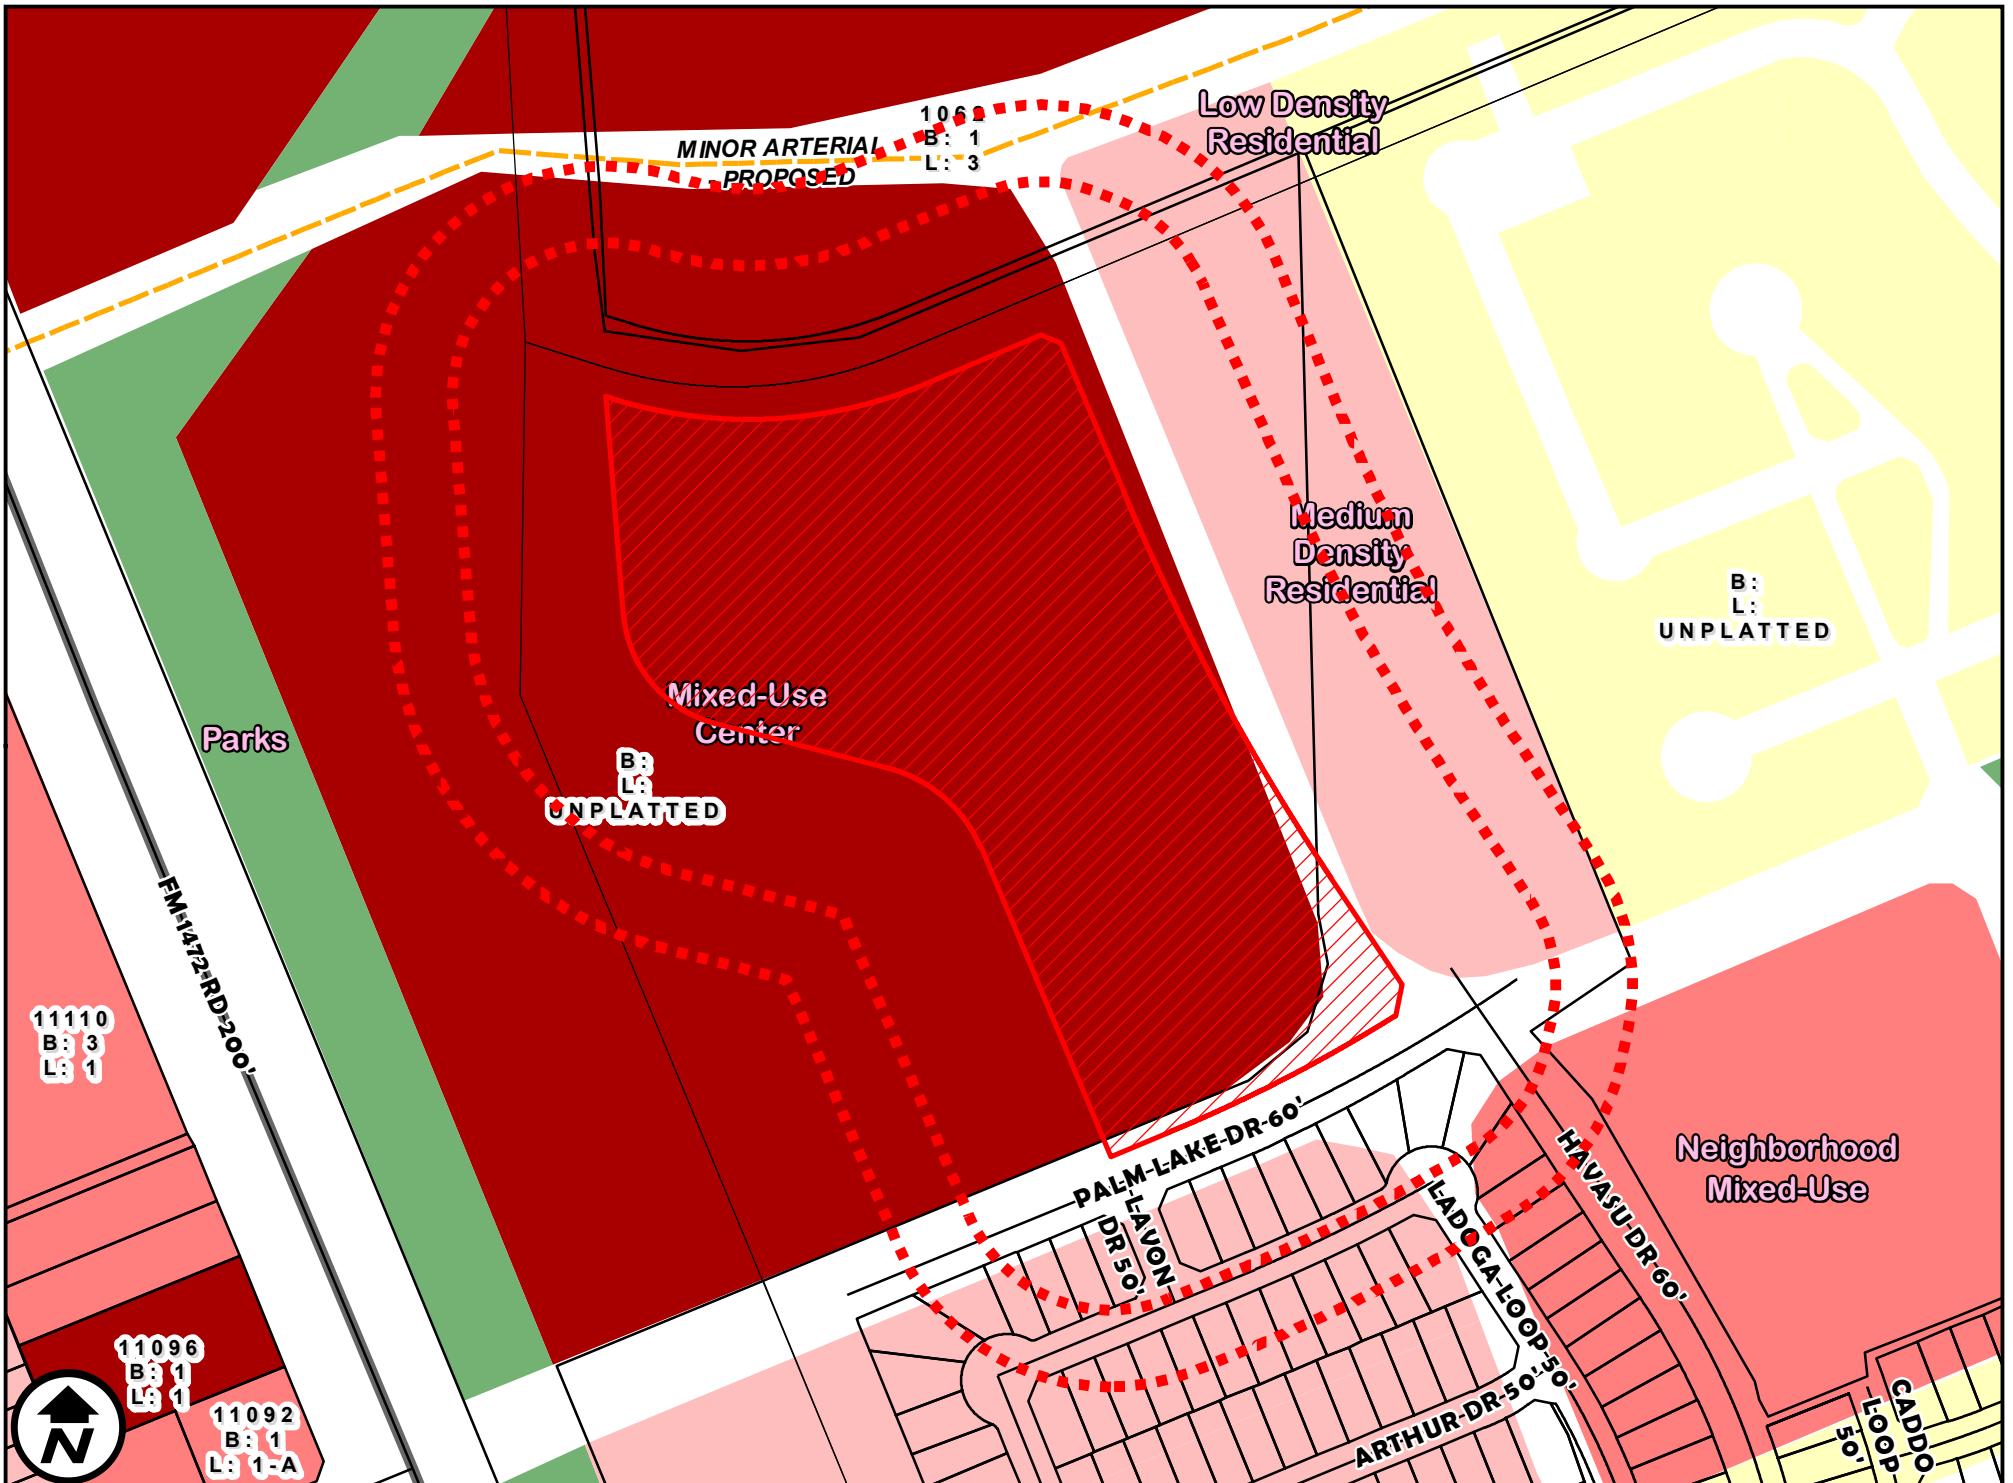 1062
B: 1
L: 3
MINOR ARTERIAL
- PROPOSED
Low Density
Residential
Medium
Density
Residential
B:
L:
UNPLATTED
Mixed-Use
Center
Parks
B:
L:
UNPLATTED
FM-1472-RD-200'
11110
B: 3
L: 1
PALM-LAKE-DR-60'
LAVON
DR 50'
LADOGA-LOOP-50'
HAVASU-DR-60'
Neighborhood
Mixed-Use
11096
B: 1
L: 1
11092
B: 1
L: 1-A
ARTHUR-DR-50'
CADDO
LOOP
50'
N